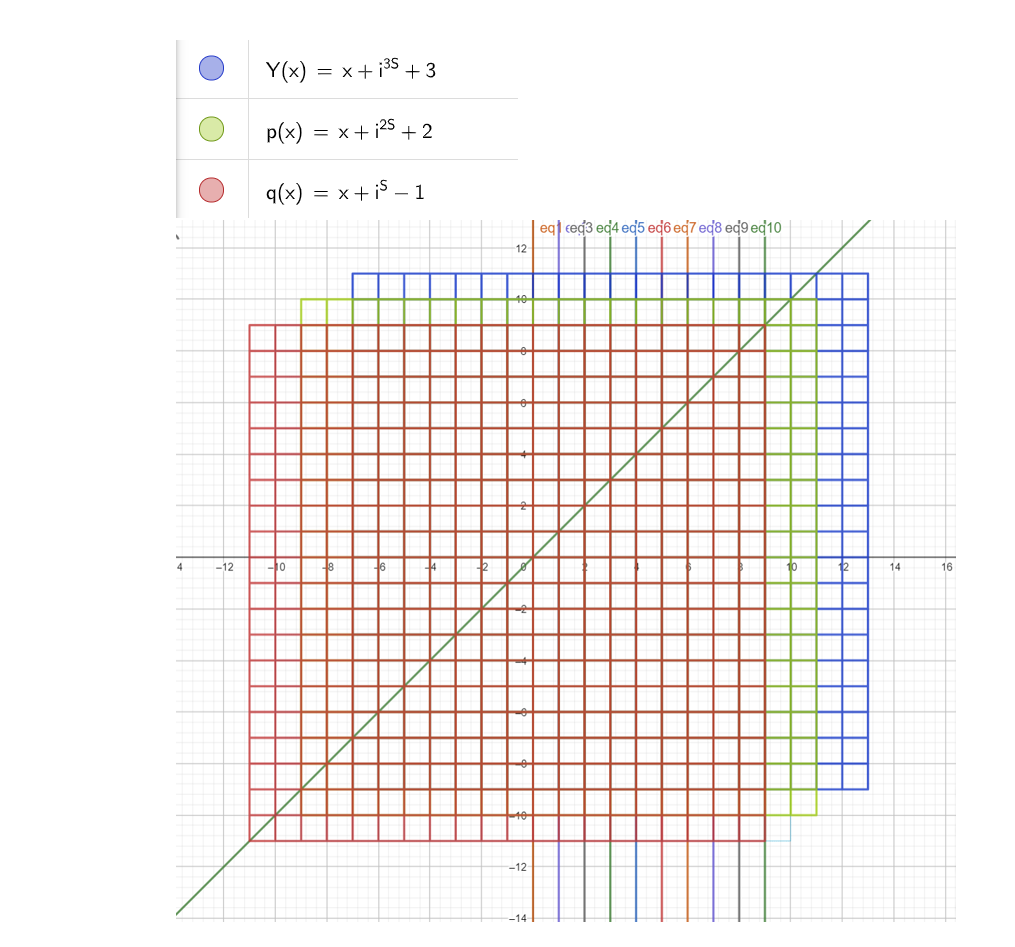 Y(x) = x + i^3S + 3
p(x) = x + i^2S + 2
q(x) = x + i^S − 1
eq1 eq3 eq4 eq5 eq6 eq7 eq8 eq9 eq10
12
10
8
6
4
2
4 −12 −10 −8 −6 −4 −2 0 2 4 6 8 10 12 14 16
−2
−4
−6
−8
−10
−12
−14